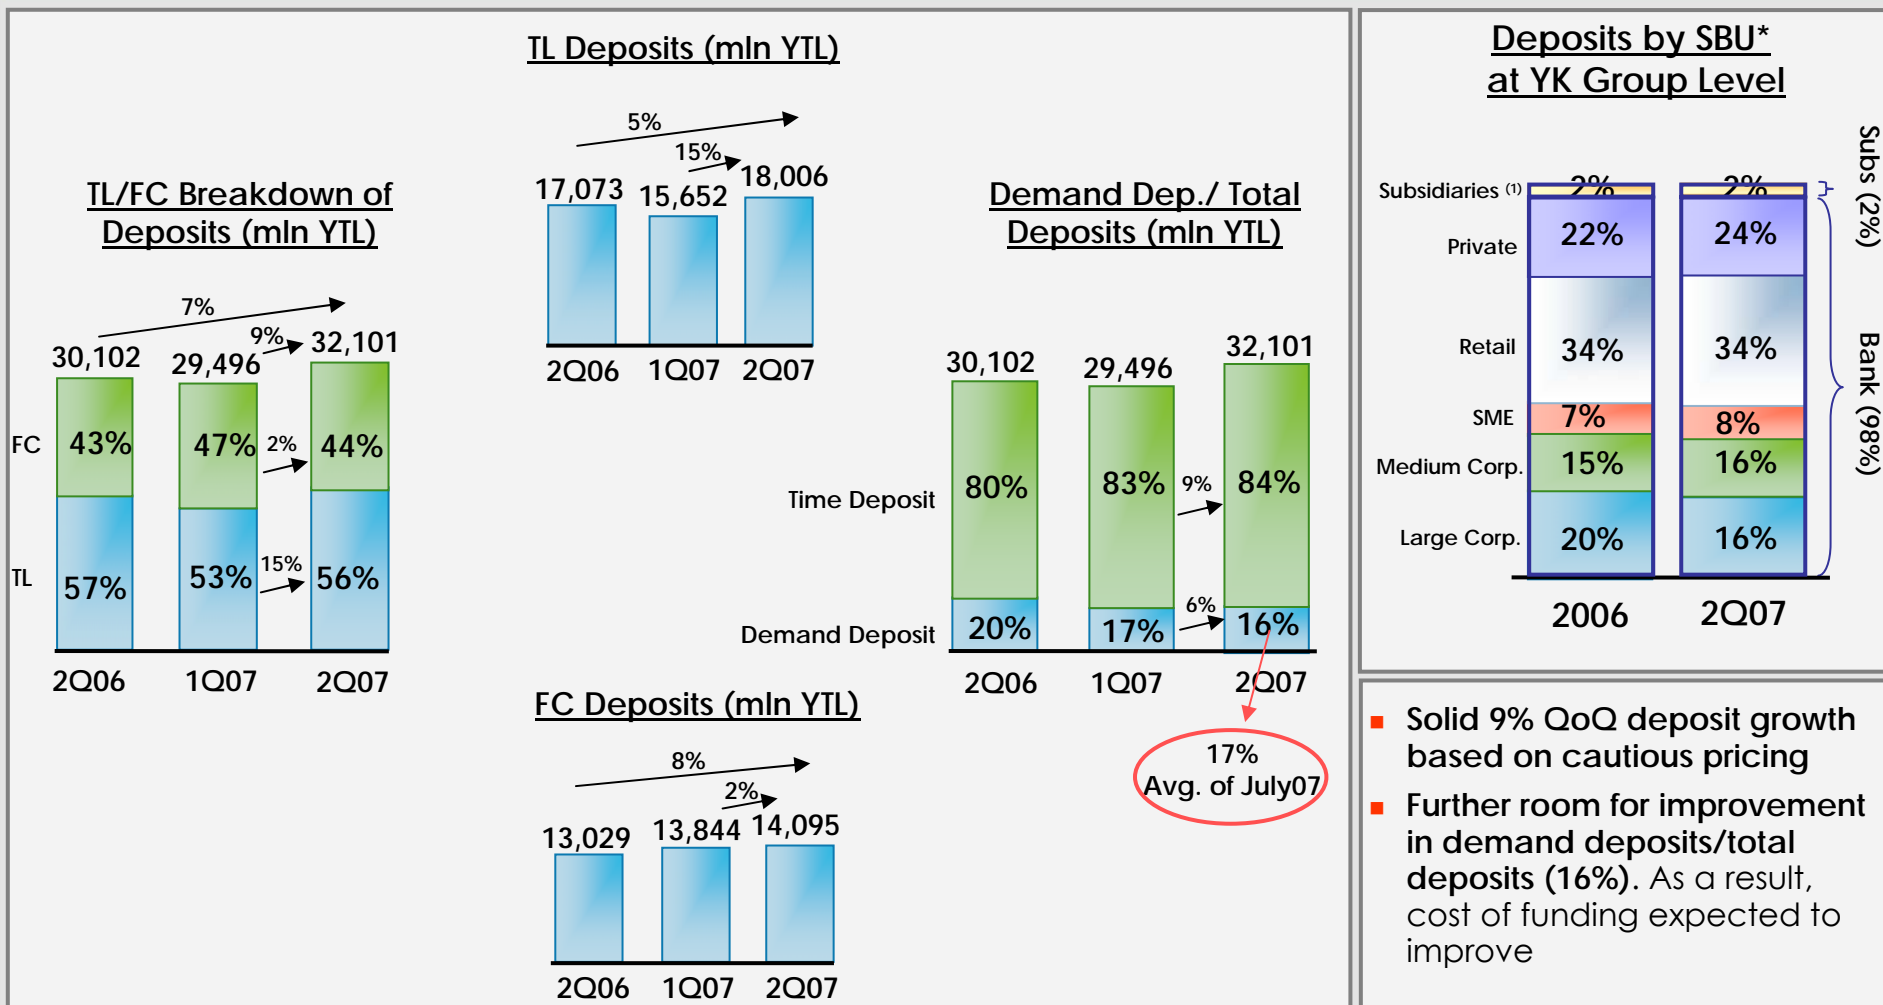 TL Deposits (mln YTL)
5%
15%
17,073
15,652
18,006
2Q06
1Q07
2Q07
TL/FC Breakdown of
Deposits (mln YTL)
7%
9%
30,102
29,496
32,101
FC
43%
47%
2%
44%
TL
57%
53%
15%
56%
2Q06
1Q07
2Q07
FC Deposits (mln YTL)
8%
2%
13,029
13,844
14,095
2Q06
1Q07
2Q07
Demand Dep./ Total
Deposits (mln YTL)
30,102
29,496
32,101
Time Deposit
80%
83%
9%
84%
Demand Deposit
20%
17%
6%
16%
2Q06
1Q07
2Q07
17%
Avg. of July07
Deposits by SBU*
at YK Group Level
Subsidiaries (1)
2%
2%
Private
22%
24%
Retail
34%
34%
SME
7%
8%
Medium Corp.
15%
16%
Large Corp.
20%
16%
2006
2Q07
Subs (2%)
Bank (98%)
Solid 9% QoQ deposit growth
based on cautious pricing
Further room for improvement
in demand deposits/total
deposits (16%). As a result,
cost of funding expected to
improve